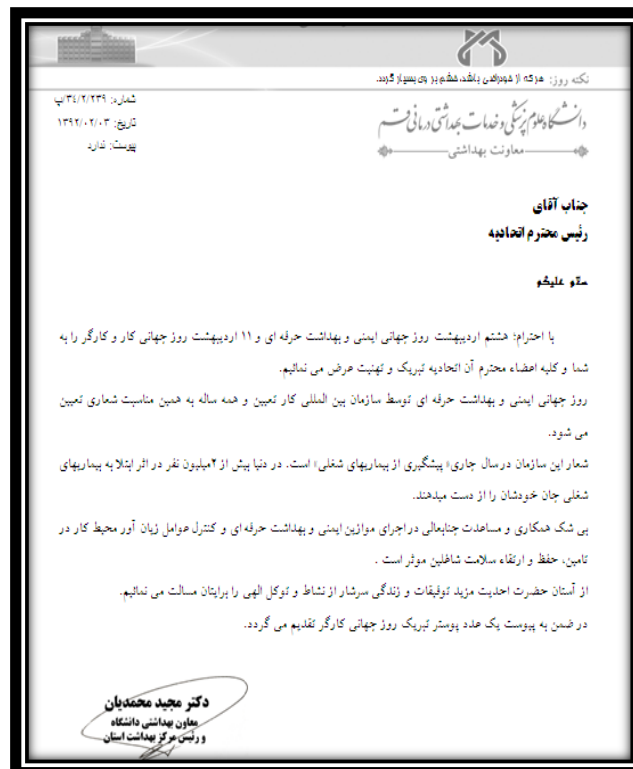 نکته روز: هرکه از خودراضی باشد، خشم بر وی بسیار گردد.
شماره: ۳۴/۲/۲۳۹/پ
تاریخ: ۱۳۹۲/۰۲/۰۳
پیوست: ندارد
دانشگاه علوم پزشکی و خدمات بهداشتی درمانی قم
معاونت بهداشتی
جناب آقای
رئیس محترم اتحادیه
سلام علیکم
با احترام؛ هشتم اردیبهشت روز جهانی ایمنی و بهداشت حرفه ای و ۱۱ اردیبهشت روز جهانی کار و کارگر را به
شما و کلیه اعضاء محترم آن اتحادیه تبریک و تهنیت عرض می نمائیم.
روز جهانی ایمنی و بهداشت حرفه ای توسط سازمان بین المللی کار تعیین و همه ساله به همین مناسبت شعاری تعیین
می شود.
شعار این سازمان در سال جاری« پیشگیری از بیماریهای شغلی» است. در دنیا بیش از ۲میلیون نفر در اثر ابتلا به بیماریهای
شغلی جان خودشان را از دست میدهند.
بی شک همکاری و مساعدت جنابعالی در اجرای موازین ایمنی و بهداشت حرفه ای و کنترل عوامل زیان آور محیط کار در
تامین، حفظ و ارتقاء سلامت شاغلین موثر است .
از آستان حضرت احدیت مزید توفیقات و زندگی سرشار از نشاط و توکل الهی را برایتان مسالت می نمائیم.
در ضمن به پیوست یک عدد پوستر تبریک روز جهانی کارگر تقدیم می گردد.
دکتر مجید محمدیان
معاون بهداشتی دانشگاه
و رئیس مرکز بهداشت استان